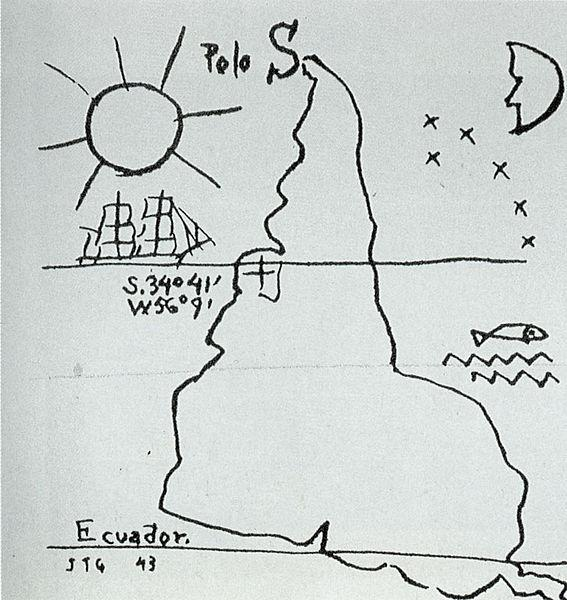 Polo S
S. 34° 41'
W 56° 9'
Ecuador.
JTG 43